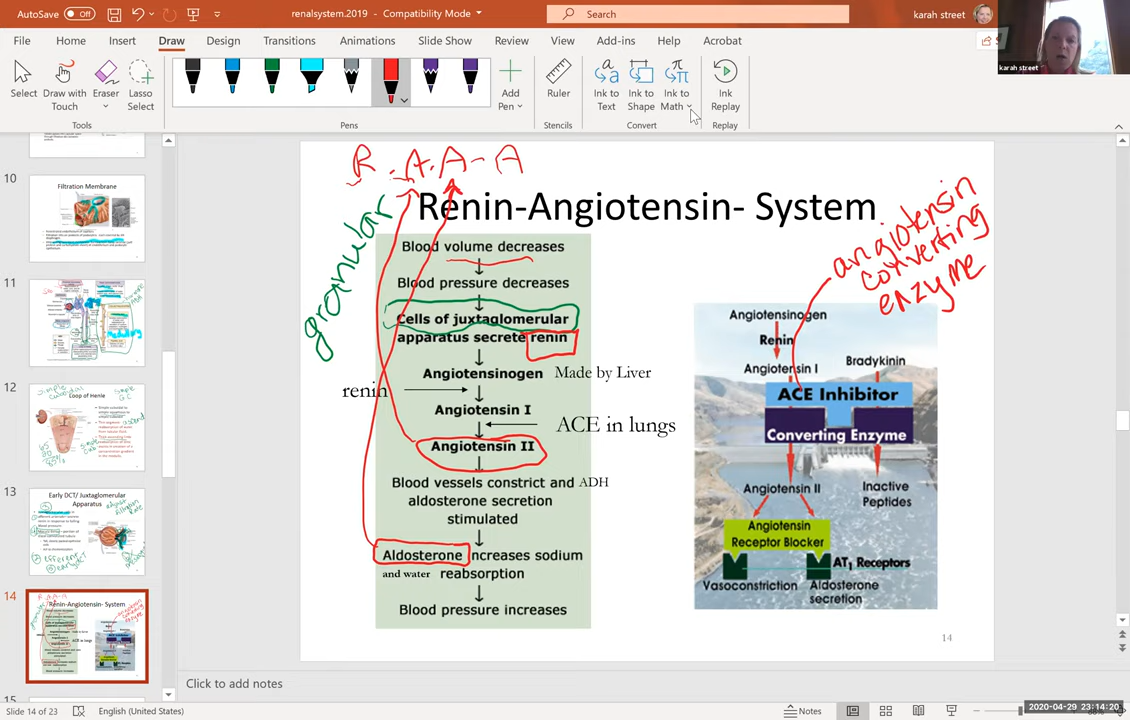 AutoSave Off
renalsystem.2019 - Compatibility Mode
Search
karah street
File Home Insert Draw Design Transitions Animations Slide Show Review View Add-ins Help Acrobat
Select
Draw with Touch
Eraser
Lasso Select
Add Pen
Ruler
Ink to Text
Ink to Shape
Ink to Math
Ink Replay
Tools
Pens
Stencils
Convert
Replay
karah street
10
Filtration Membrane
11
12
Loop of Henle
13
Early DCT/ Juxtaglomerular Apparatus
14
Renin-Angiotensin- System
15
R - A - A - A
Renin-Angiotensin- System
granular
angiotensin
converting
enzyme
Blood volume decreases
Blood pressure decreases
Cells of juxtaglomerular
apparatus secrete renin
Angiotensinogen Made by Liver
renin
Angiotensin I
ACE in lungs
Angiotensin II
Blood vessels constrict and ADH
aldosterone secretion
stimulated
Aldosterone increases sodium
and water reabsorption
Blood pressure increases
Angiotensinogen
Renin
Angiotensin I
Bradykinin
ACE Inhibitor
Converting Enzyme
Angiotensin II
Inactive
Peptides
Angiotensin
Receptor Blocker
AT1 Receptors
Vasoconstriction
Aldosterone
secretion
14
Click to add notes
Slide 14 of 23
English (United States)
Notes
2020-04-29 23:14:20